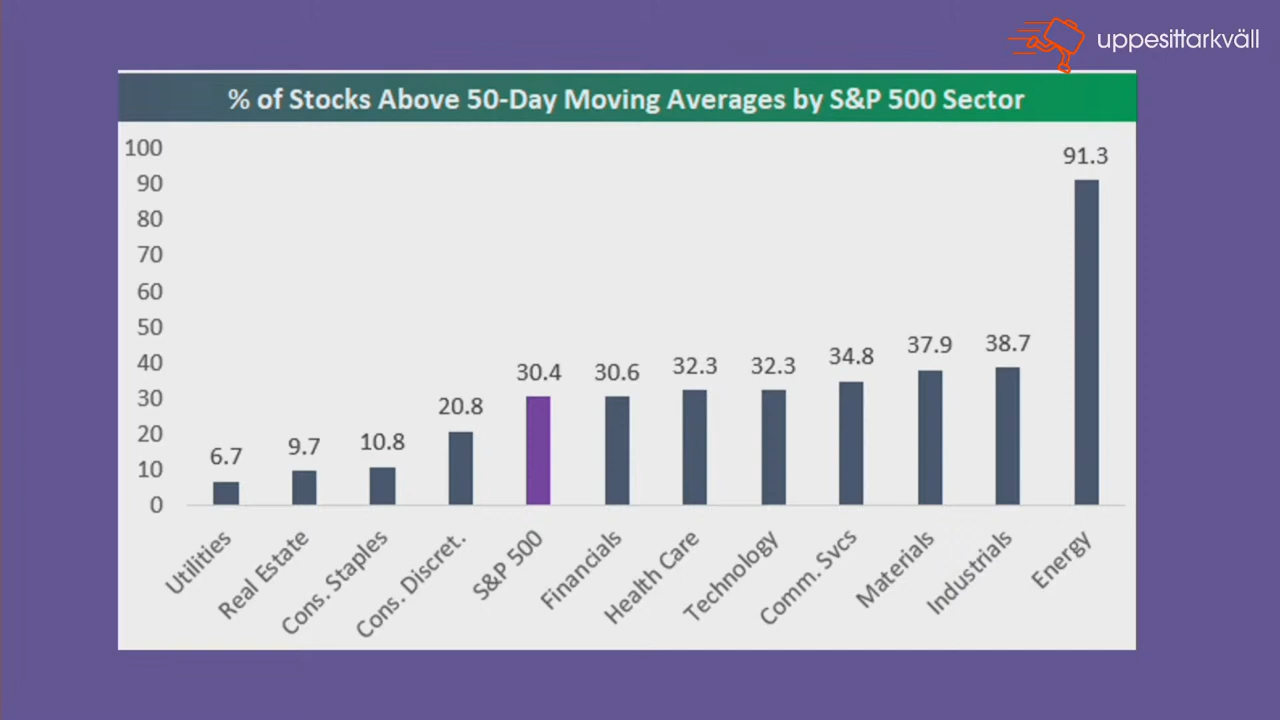 uppesittarkväll
% of Stocks Above 50-Day Moving Averages by S&P 500 Sector
100
90
80
70
60
50
40
30
20
10
0
6.7
9.7
10.8
20.8
30.4
30.6
32.3
32.3
34.8
37.9
38.7
91.3
Utilities
Real Estate
Cons. Staples
Cons. Discret.
S&P 500
Financials
Health Care
Technology
Comm. Svcs
Materials
Industrials
Energy